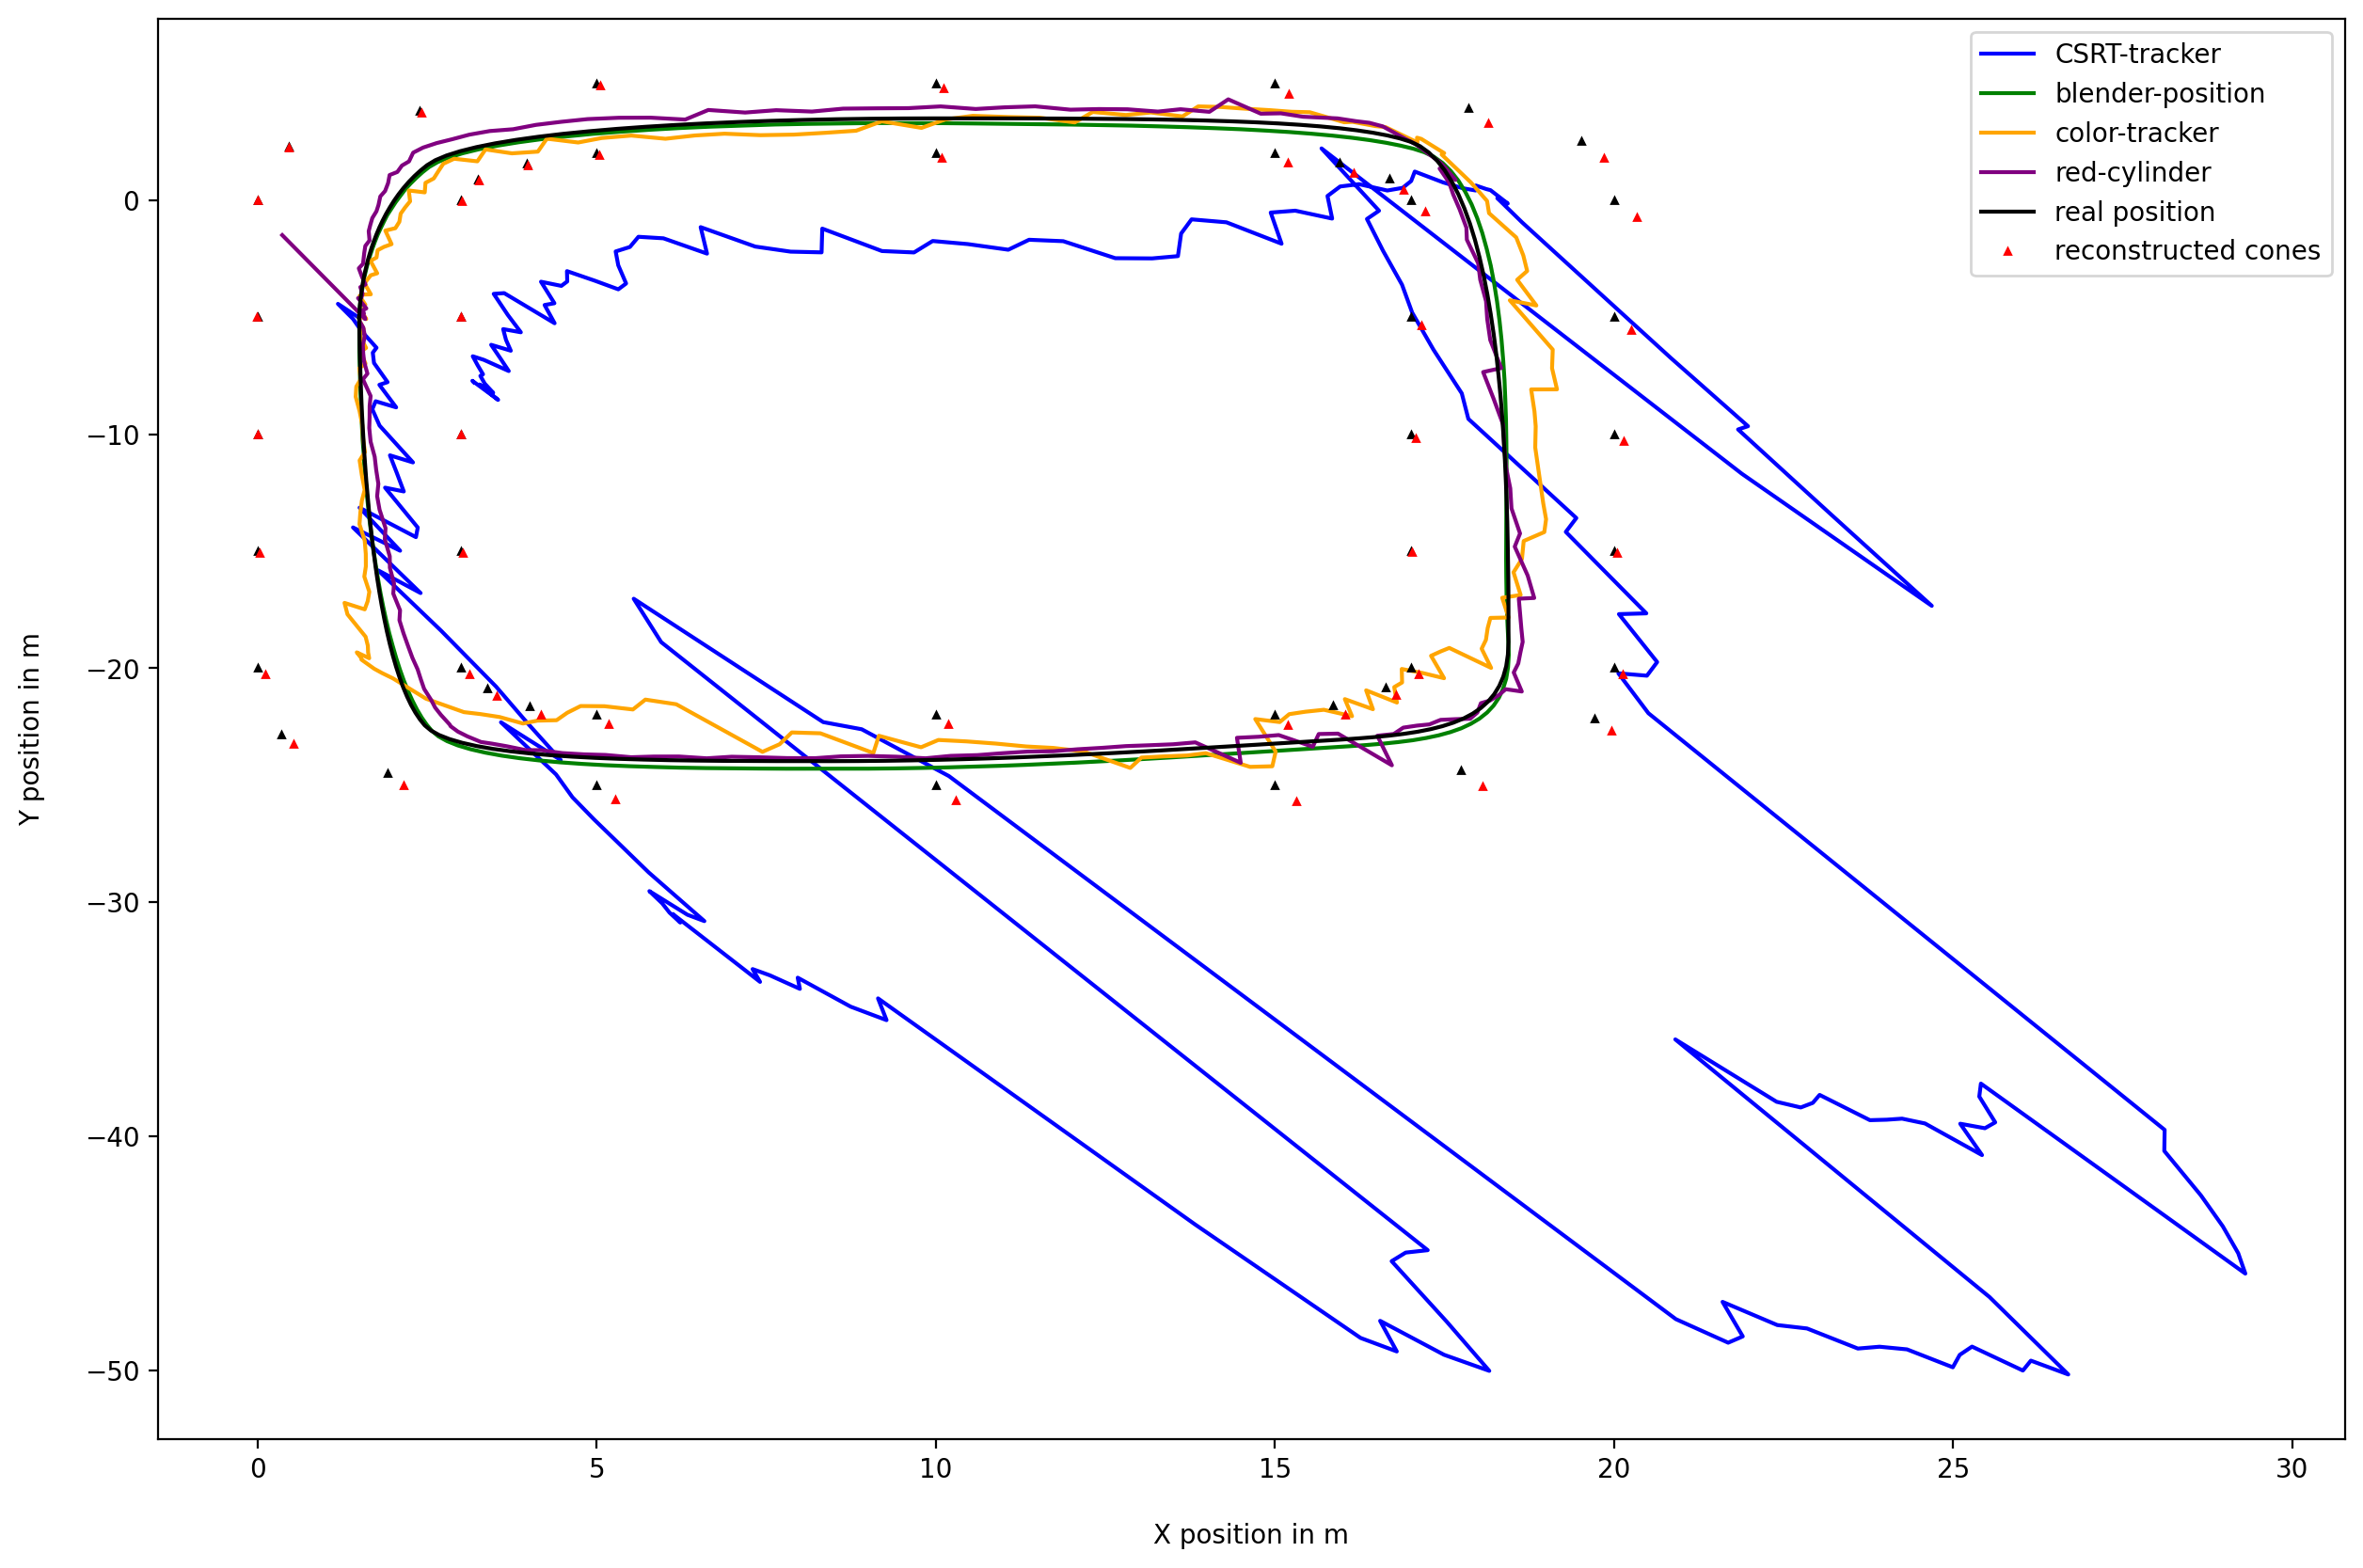 CSRT-tracker
blender-position
color-tracker
red-cylinder
real position
reconstructed cones
0
−10
−20
−30
−40
−50
Y position in m
0 5 10 15 20 25 30
X position in m